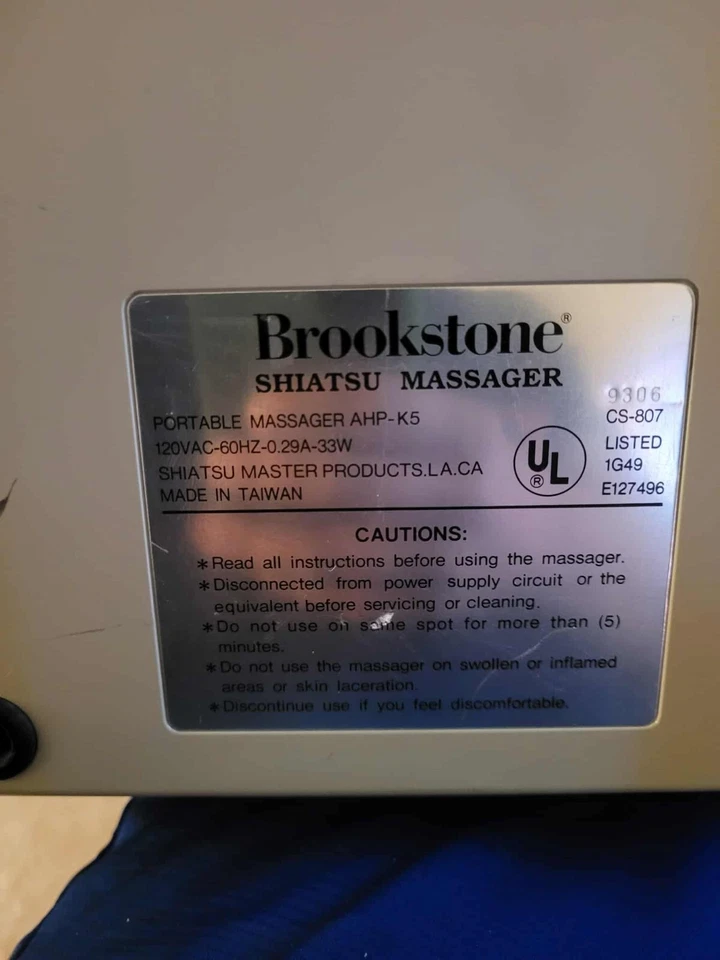 Brookstone®
SHIATSU MASSAGER
9306
PORTABLE MASSAGER AHP-K5
CS-807
120VAC-60HZ-0.29A-33W
UL®
LISTED
SHIATSU MASTER PRODUCTS.LA.CA
1G49
MADE IN TAIWAN
E127496
CAUTIONS:
*Read all instructions before using the massager.
*Disconnected from power supply circuit or the
equivalent before servicing or cleaning.
*Do not use on same spot for more than (5)
minutes.
*Do not use the massager on swollen or inflamed
areas or skin laceration.
*Discontinue use if you feel discomfortable.